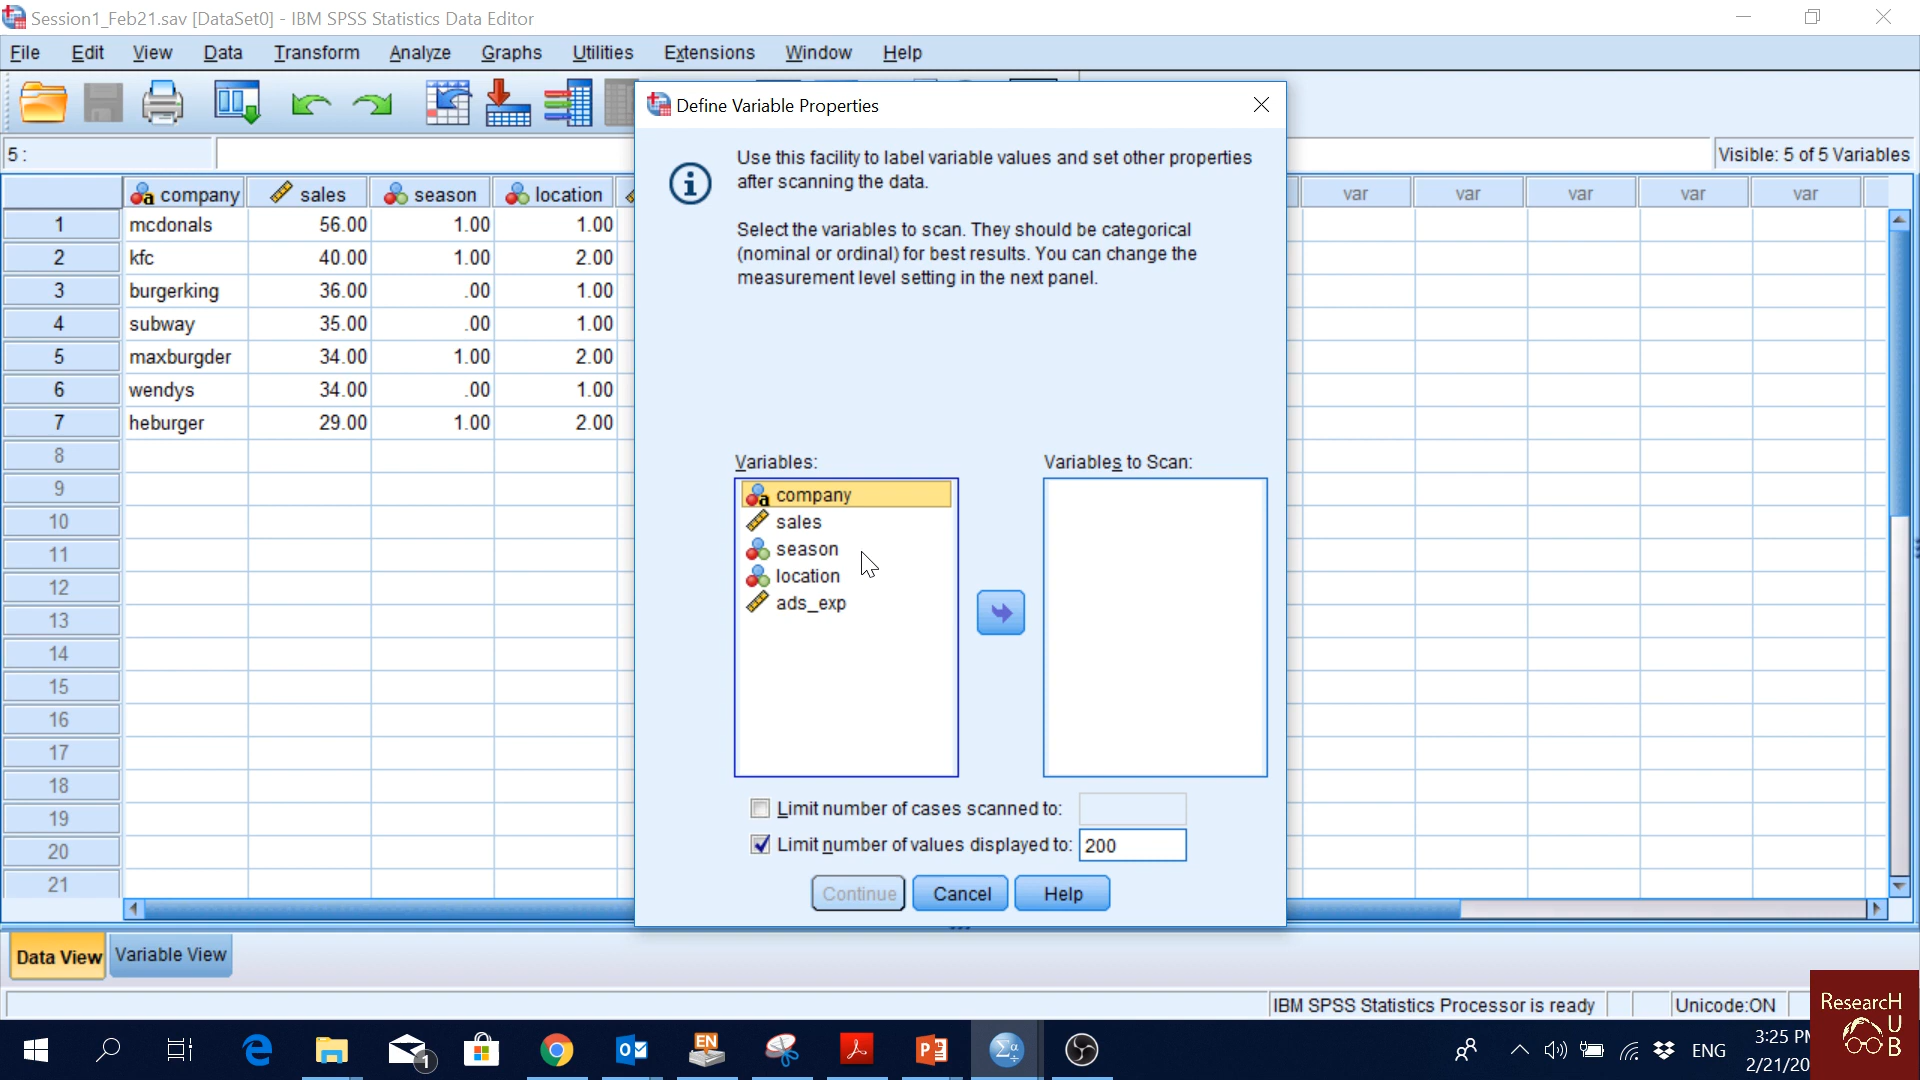 Session1_Feb21.sav [DataSet0] - IBM SPSS Statistics Data Editor
File Edit View Data Transform Analyze Graphs Utilities Extensions Window Help
5 :
Visible: 5 of 5 Variables
company sales season location var var var var var
1 mcdonals 56.00 1.00 1.00
2 kfc 40.00 1.00 2.00
3 burgerking 36.00 .00 1.00
4 subway 35.00 .00 1.00
5 maxburgder 34.00 1.00 2.00
6 wendys 34.00 .00 1.00
7 heburger 29.00 1.00 2.00
8
9
10
11
12
13
14
15
16
17
18
19
20
21
Define Variable Properties
Use this facility to label variable values and set other properties
after scanning the data.
Select the variables to scan. They should be categorical
(nominal or ordinal) for best results. You can change the
measurement level setting in the next panel.
Variables: Variables to Scan:
company
sales
season
location
ads_exp
Limit number of cases scanned to:
Limit number of values displayed to: 200
Continue Cancel Help
Data View Variable View
IBM SPSS Statistics Processor is ready Unicode:ON
1 EN ENG
3:25 PM
2/21/20
ResearcH
U
B